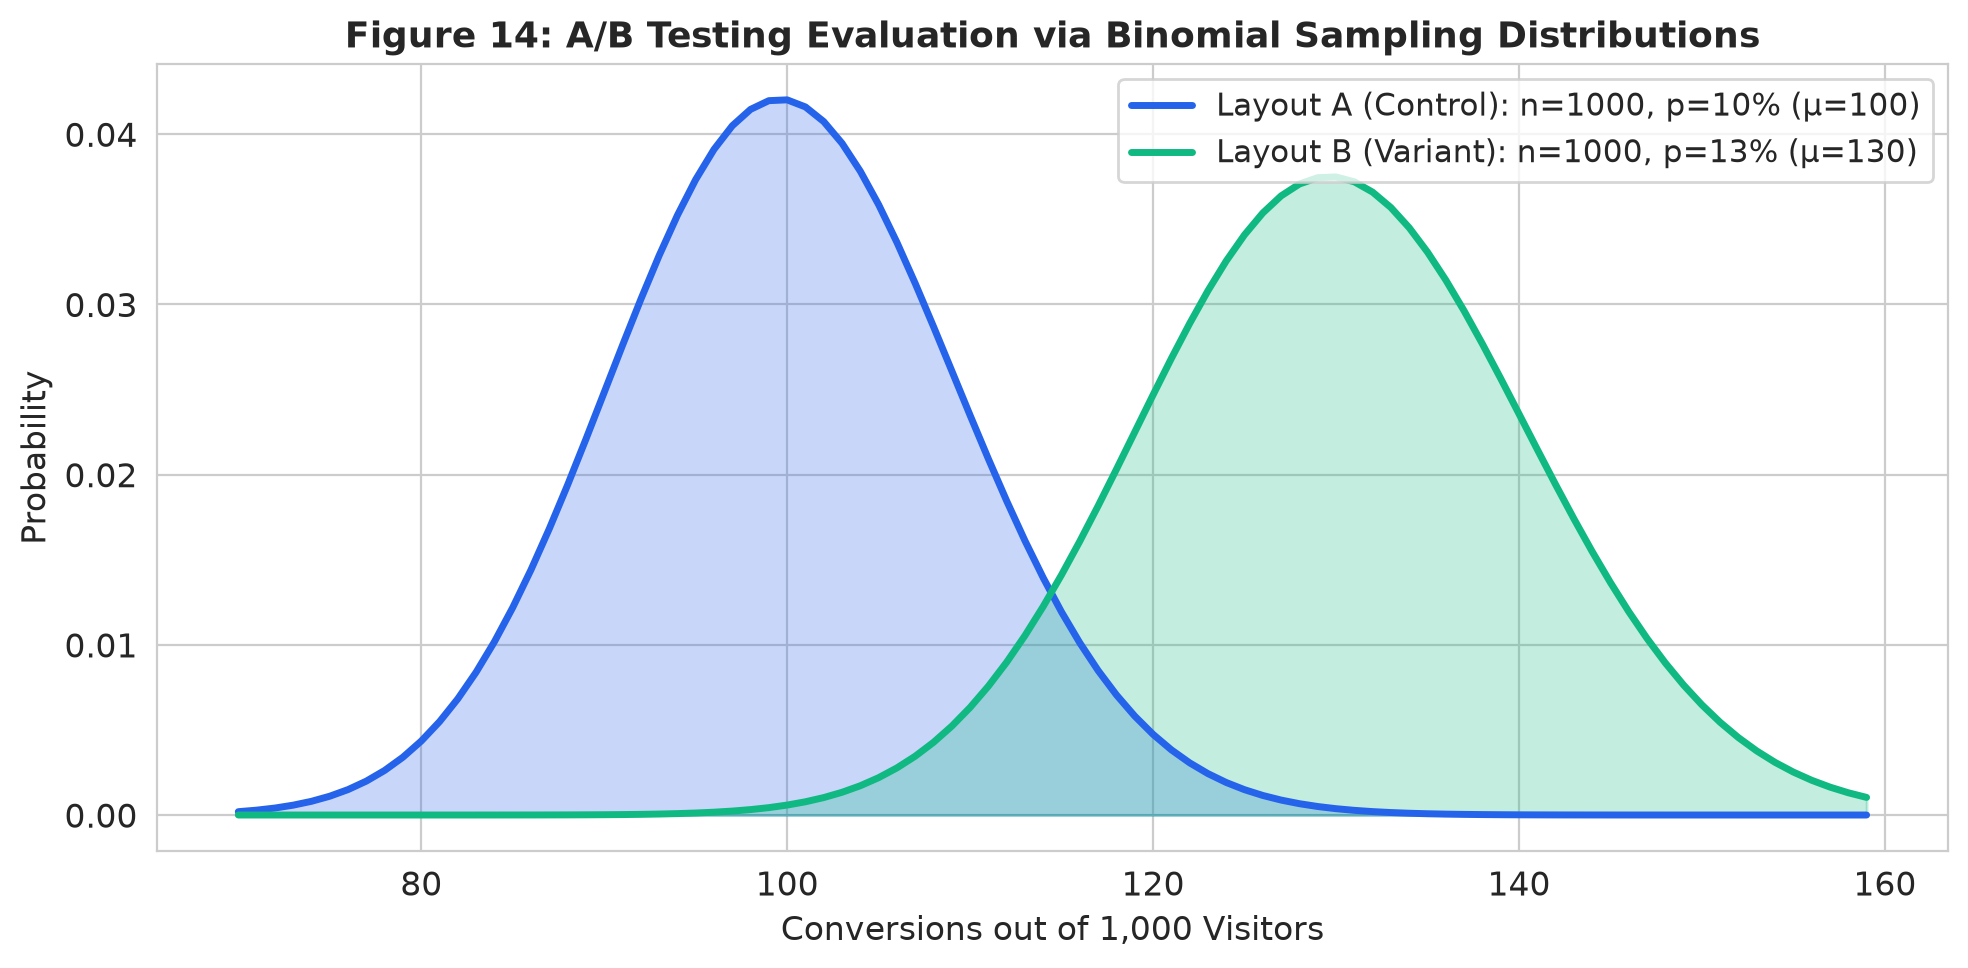 Figure 14: A/B Testing Evaluation via Binomial Sampling Distributions
Layout A (Control): n=1000, p=10% (μ=100)
Layout B (Variant): n=1000, p=13% (μ=130)
Probability
0.04
0.03
0.02
0.01
0.00
80 100 120 140 160
Conversions out of 1,000 Visitors